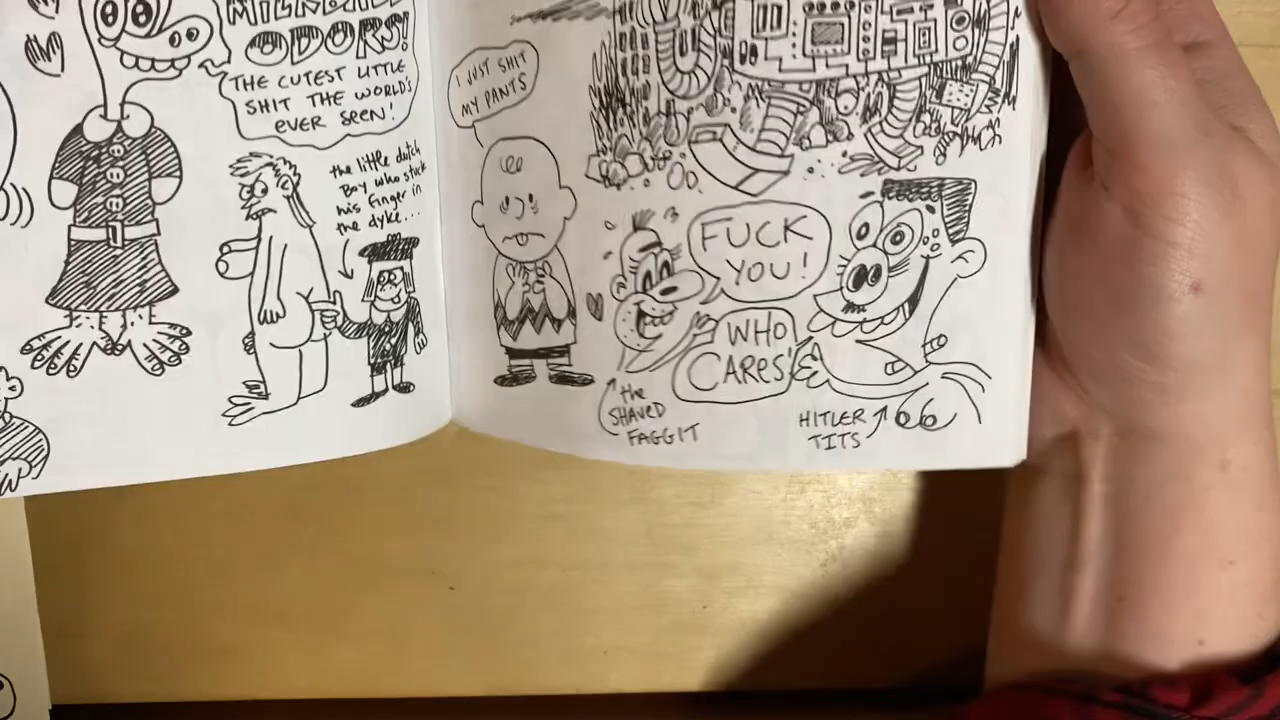 MILKBALL
ODORS!
THE CUTEST LITTLE
SHIT THE WORLD'S
EVER SEEN!
the little dutch
Boy who stuck
his finger in
the dyke...
I JUST SHIT
MY PANTS
FUCK
YOU!
WHO
CARES!
the
SHAVED
FAGGIT
HITLER
TITS